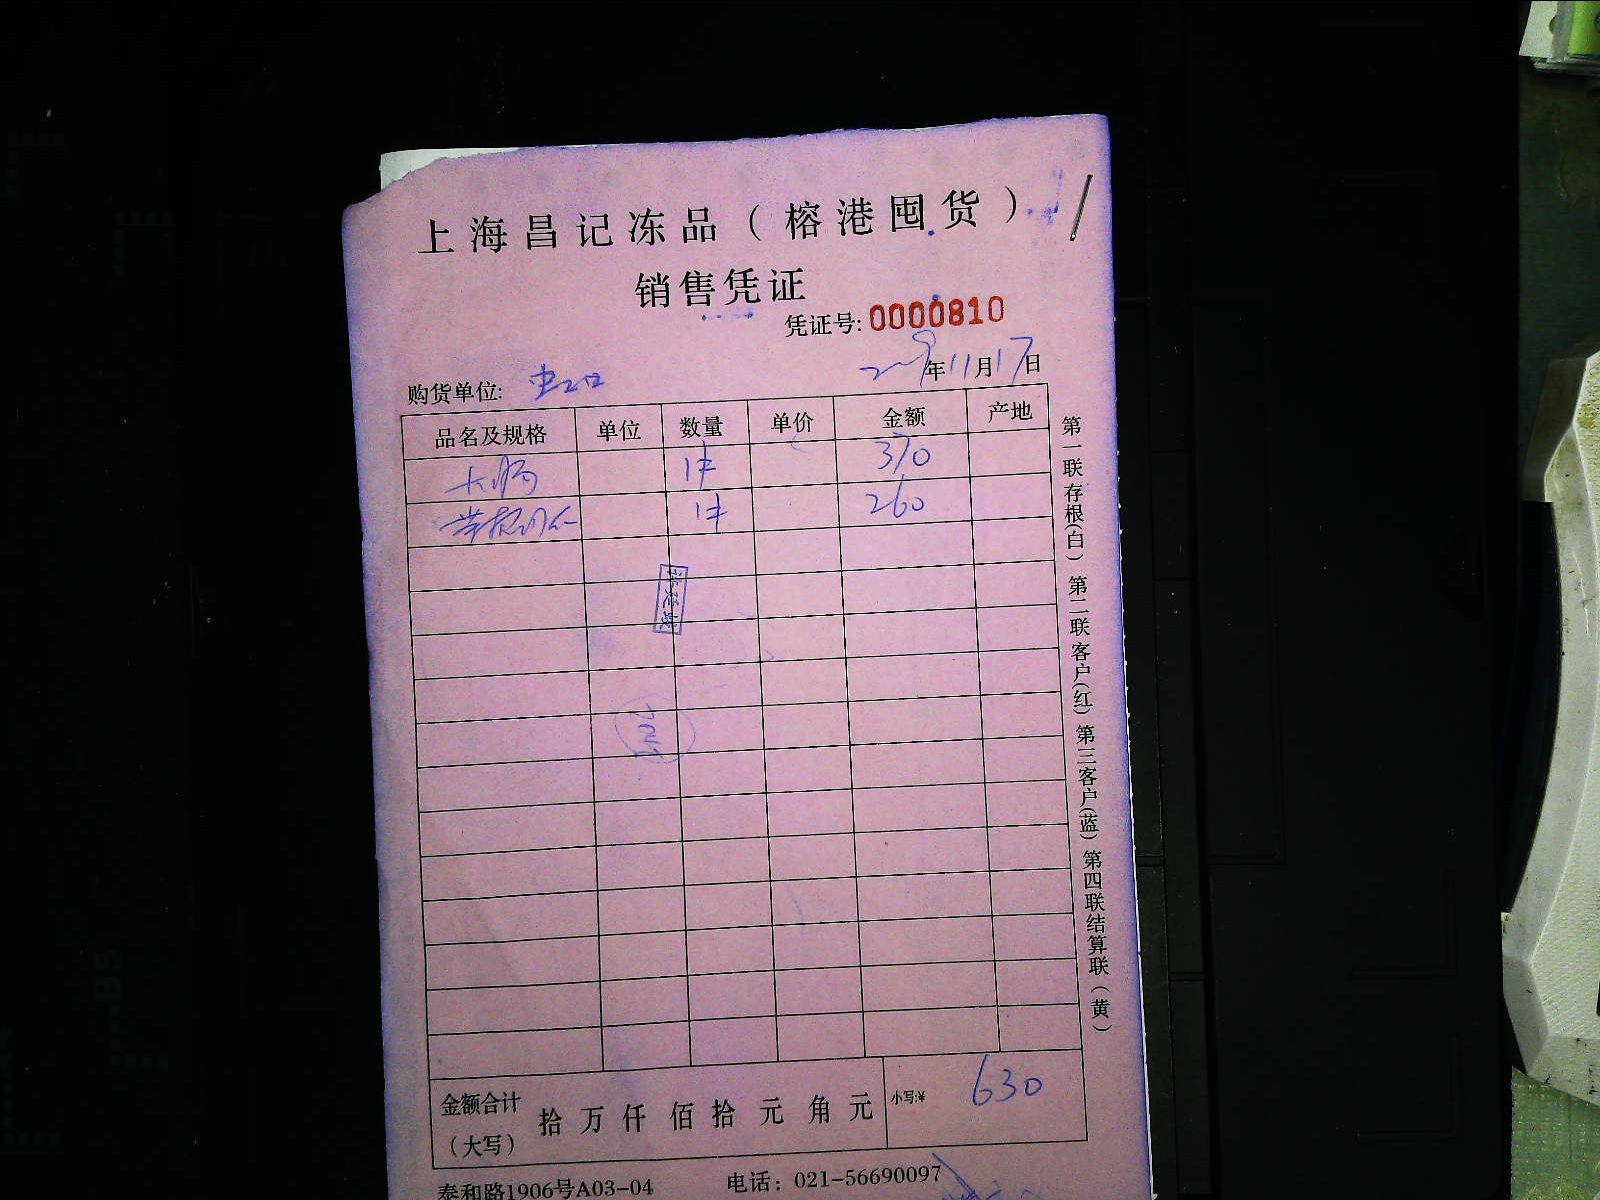 上海昌记冻品（榕港囤货）
销售凭证
凭证号:0000810
年11月17日
购货单位:
品名及规格 单位 数量 单价 金额 产地
大肠 1件 370
1件 260
金额合计（大写） 拾 万 仟 佰 拾 元 角 元 小写:¥ 630
泰和路1906号A03-04 电话：021-56690097
第一联存根(白) 第二联客户(红) 第三客户(蓝) 第四联结算联(黄)